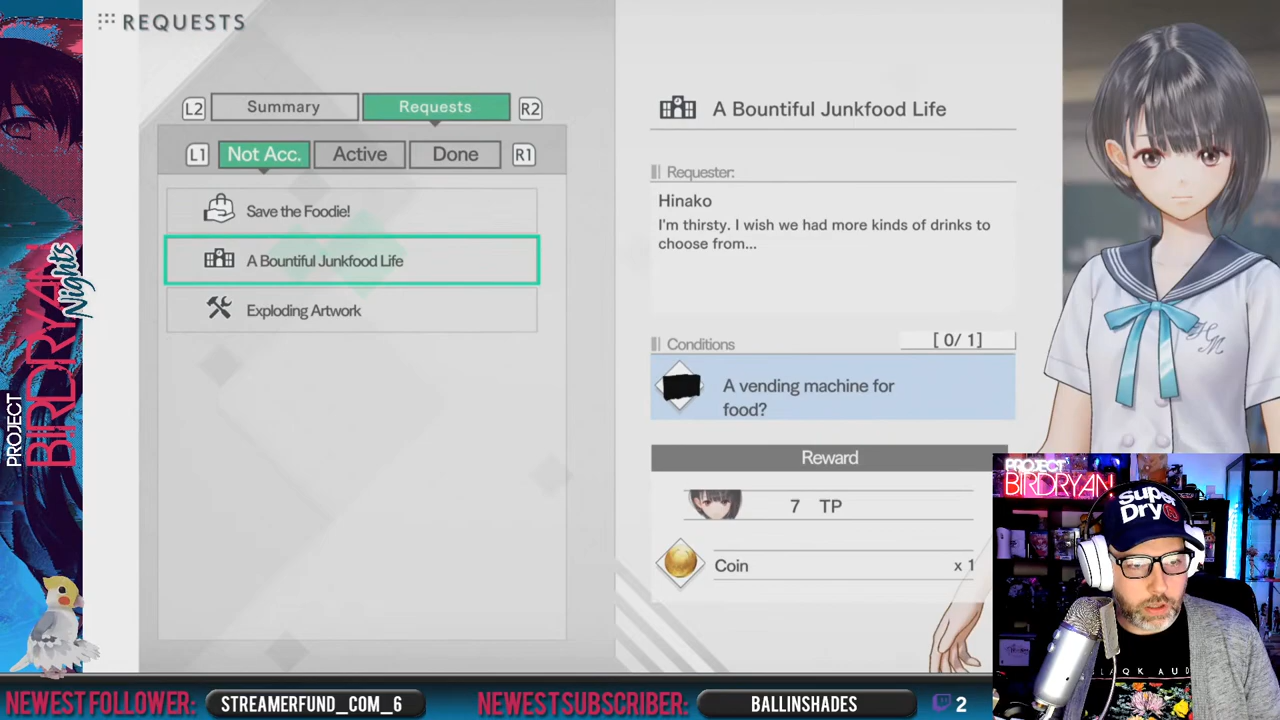 REQUESTS
L2 Summary Requests R2
L1 Not Acc. Active Done R1
Save the Foodie!
A Bountiful Junkfood Life
Exploding Artwork
A Bountiful Junkfood Life
Requester:
Hinako
I'm thirsty. I wish we had more kinds of drinks to
choose from...
Conditions
[ 0/ 1]
A vending machine for
food?
Reward
7 TP
Coin x 1
HM
PROJECT
BIRDRYAN
Nights
PROJECT
BIRDRYAN
Super
Dry
NEWEST FOLLOWER: STREAMERFUND_COM_6 NEWEST SUBSCRIBER: BALLINSHADES 2